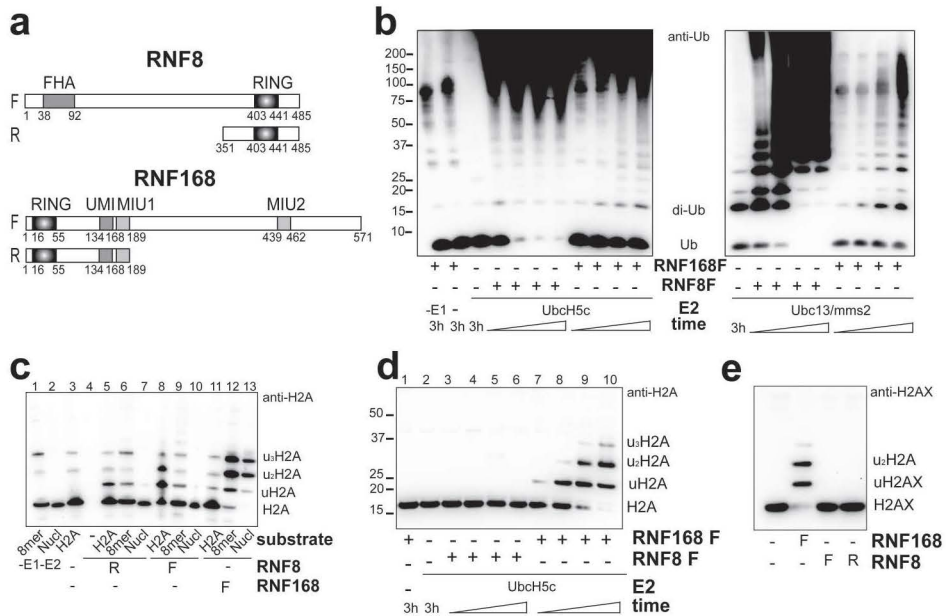 a
RNF8
FHA RING
F
1 38 92 403 441 485
R
351 403 441 485
RNF168
RING UMI MIU1 MIU2
F
1 16 55 134 168 189 439 462 571
R
1 16 55 134 168 189
b
anti-Ub
200
150
100
75
50
37
25
20
15
10
di-Ub
Ub
+ + - - - - - - + + + + RNF168F - - - - - + + + +
- - - - + + + + - - - - RNF8F - + + + + - - - -
-E1 - UbcH5c E2 Ubc13/mms2
3h 3h 3h time 3h
c
1 2 3 4 5 6 7 8 9 10 11 12 13
anti-H2A
u3H2A
u2H2A
uH2A
H2A
8mer Nucl H2A - H2A 8mer Nucl H2A 8mer Nucl H2A 8mer Nucl substrate
-E1-E2 - R F - RNF8
- - - F RNF168
d
1 2 3 4 5 6 7 8 9 10
anti-H2A
50
37
25
20
15
u3H2A
u2H2A
uH2A
H2A
+ - - - - - + + + + RNF168 F
- - + + + + - - - - RNF8 F
- UbcH5c E2
3h 3h time
e
anti-H2AX
u2H2A
uH2AX
H2AX
- F - - RNF168
- - F R RNF8